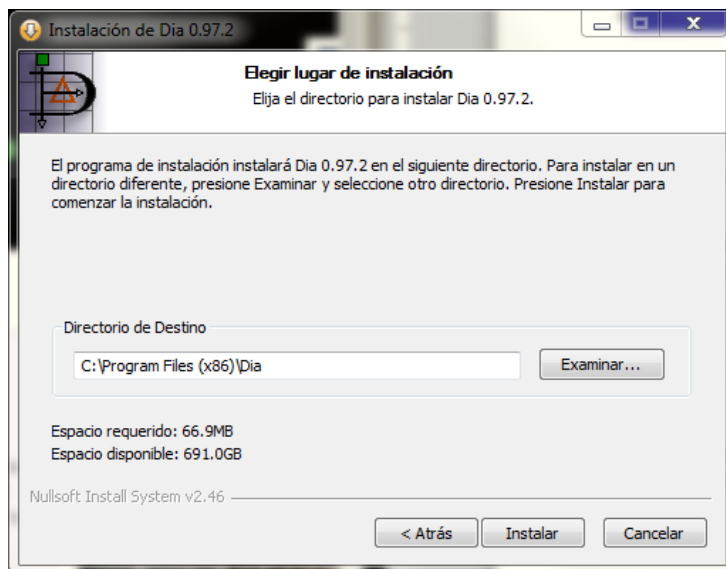 Instalación de Dia 0.97.2
Elegir lugar de instalación
Elija el directorio para instalar Dia 0.97.2.
El programa de instalación instalará Dia 0.97.2 en el siguiente directorio. Para instalar en un
directorio diferente, presione Examinar y seleccione otro directorio. Presione Instalar para
comenzar la instalación.
Directorio de Destino
C:\Program Files (x86)\Dia
Examinar...
Espacio requerido: 66.9MB
Espacio disponible: 691.0GB
Nullsoft Install System v2.46
< Atrás
Instalar
Cancelar